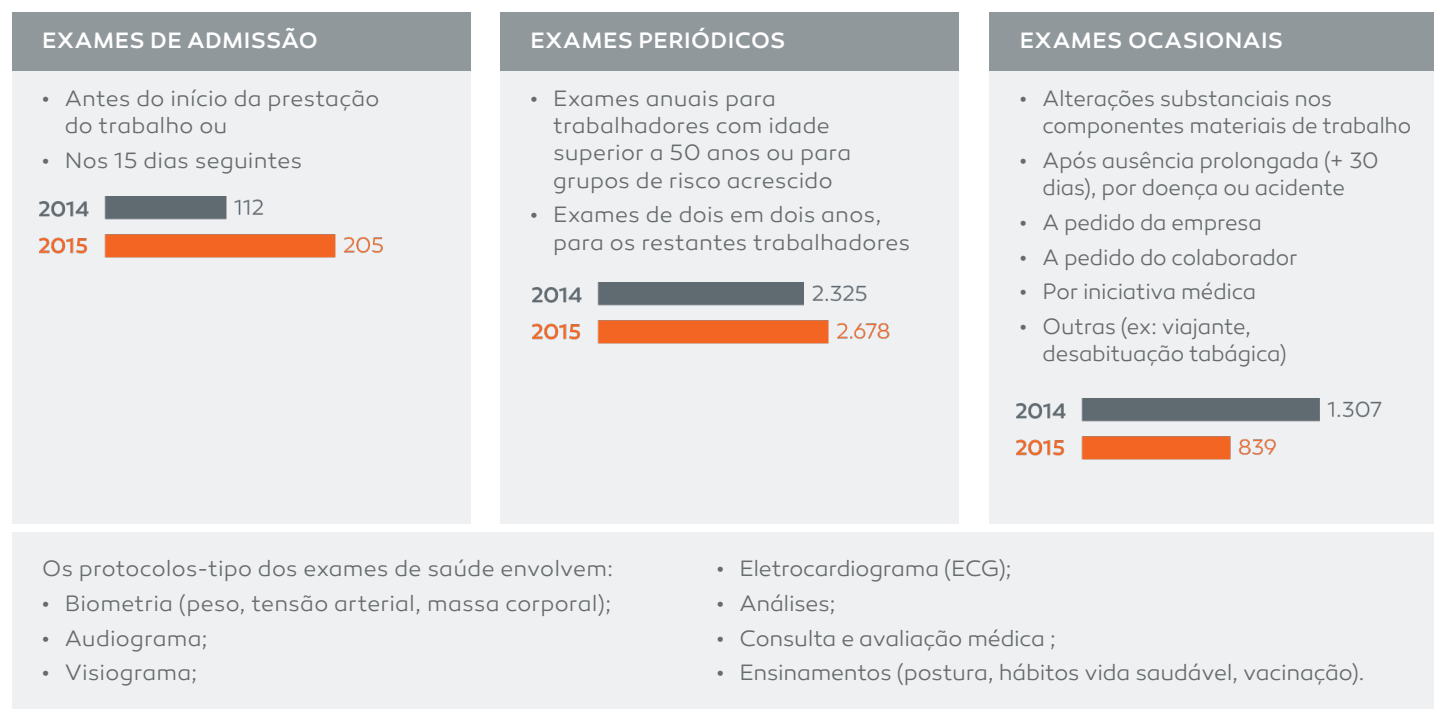 EXAMES DE ADMISSÃO
• Antes do início da prestação
do trabalho ou
• Nos 15 dias seguintes
2014 112
2015 205
EXAMES PERIÓDICOS
• Exames anuais para
trabalhadores com idade
superior a 50 anos ou para
grupos de risco acrescido
• Exames de dois em dois anos,
para os restantes trabalhadores
2014 2.325
2015 2.678
EXAMES OCASIONAIS
• Alterações substanciais nos
componentes materiais de trabalho
• Após ausência prolongada (+ 30
dias), por doença ou acidente
• A pedido da empresa
• A pedido do colaborador
• Por iniciativa médica
• Outras (ex: viajante,
desabituação tabágica)
2014 1.307
2015 839
Os protocolos-tipo dos exames de saúde envolvem:
• Biometria (peso, tensão arterial, massa corporal);
• Audiograma;
• Visiograma;
• Eletrocardiograma (ECG);
• Análises;
• Consulta e avaliação médica ;
• Ensinamentos (postura, hábitos vida saudável, vacinação).